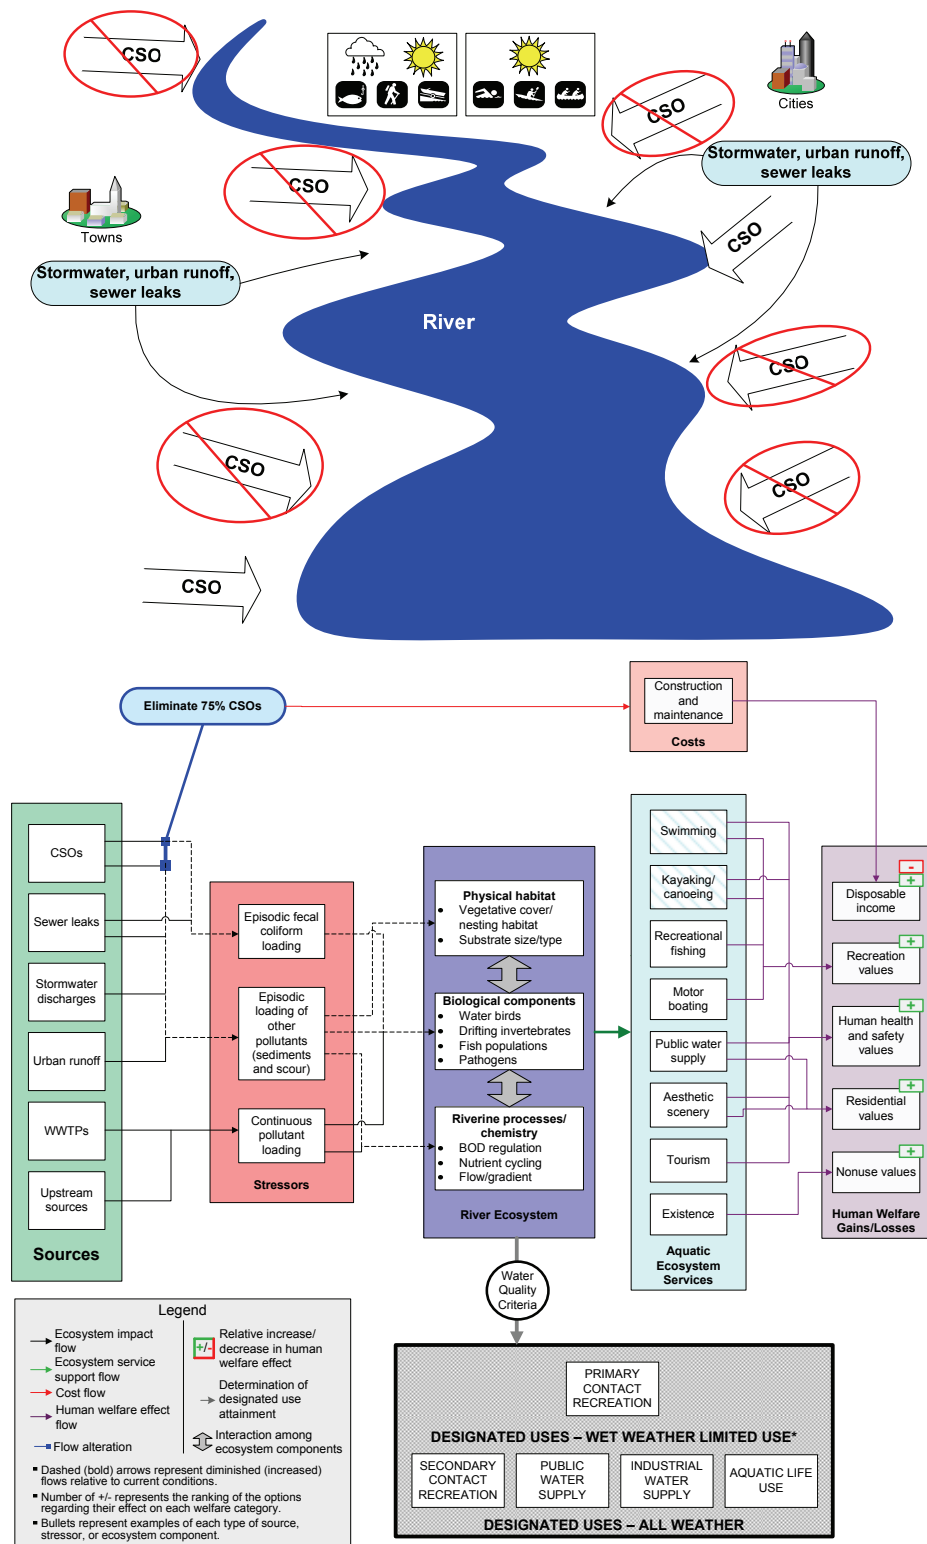 CSO
Cities
CSO
Stormwater, urban runoff,
sewer leaks
CSO
Towns
CSO
Stormwater, urban runoff,
sewer leaks
River
CSO
CSO
CSO
CSO
Eliminate 75% CSOs
Construction
and
maintenance
Costs
CSOs
Sewer leaks
Stormwater
discharges
Urban runoff
WWTPs
Upstream
sources
Sources
Episodic fecal
coliform
loading
Episodic
loading of
other
pollutants
(sediments
and scour)
Continuous
pollutant
loading
Stressors
Physical habitat
• Vegetative cover/
nesting habitat
• Substrate size/type
Biological components
• Water birds
• Drifting invertebrates
• Fish populations
• Pathogens
Riverine processes/
chemistry
• BOD regulation
• Nutrient cycling
• Flow/gradient
River Ecosystem
Swimming
Kayaking/
canoeing
Recreational
fishing
Motor
boating
Public water
supply
Aesthetic
scenery
Tourism
Existence
Aquatic
Ecosystem
Services
-
+
Disposable
income
+
Recreation
values
+
Human health
and safety
values
+
Residential
values
+
Nonuse values
Human Welfare
Gains/Losses
Water
Quality
Criteria
PRIMARY
CONTACT
RECREATION
DESIGNATED USES – WET WEATHER LIMITED USE*
SECONDARY
CONTACT
RECREATION
PUBLIC
WATER
SUPPLY
INDUSTRIAL
WATER
SUPPLY
AQUATIC LIFE
USE
DESIGNATED USES – ALL WEATHER
Legend
Ecosystem impact
flow
Ecosystem service
support flow
Cost flow
Human welfare effect
flow
Flow alteration
+/-
Relative increase/
decrease in human
welfare effect
Determination of
designated use
attainment
Interaction among
ecosystem components
▪ Dashed (bold) arrows represent diminished (increased)
flows relative to current conditions.
▪ Number of +/- represents the ranking of the options
regarding their effect on each welfare category.
▪ Bullets represent examples of each type of source,
stressor, or ecosystem component.